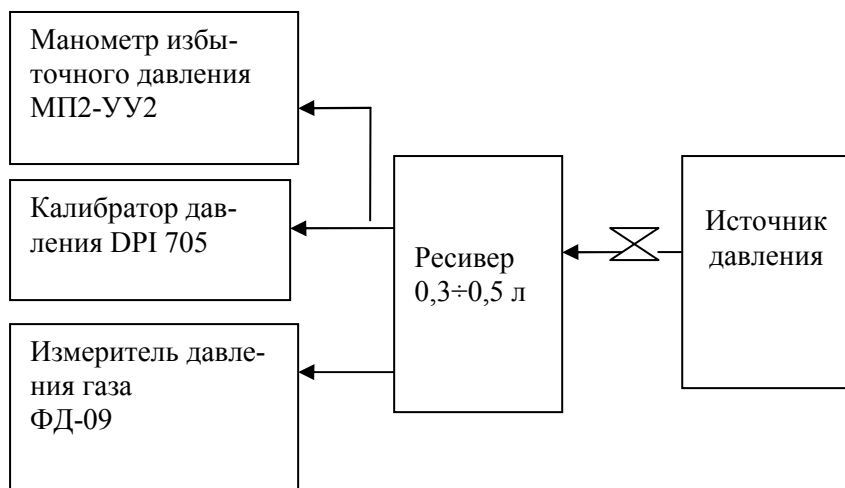 Манометр избы-
точного давления
МП2-УУ2
Калибратор дав-
ления DPI 705
Измеритель давле-
ния газа
ФД-09
Ресивер
0,3÷0,5 л
Источник
давления